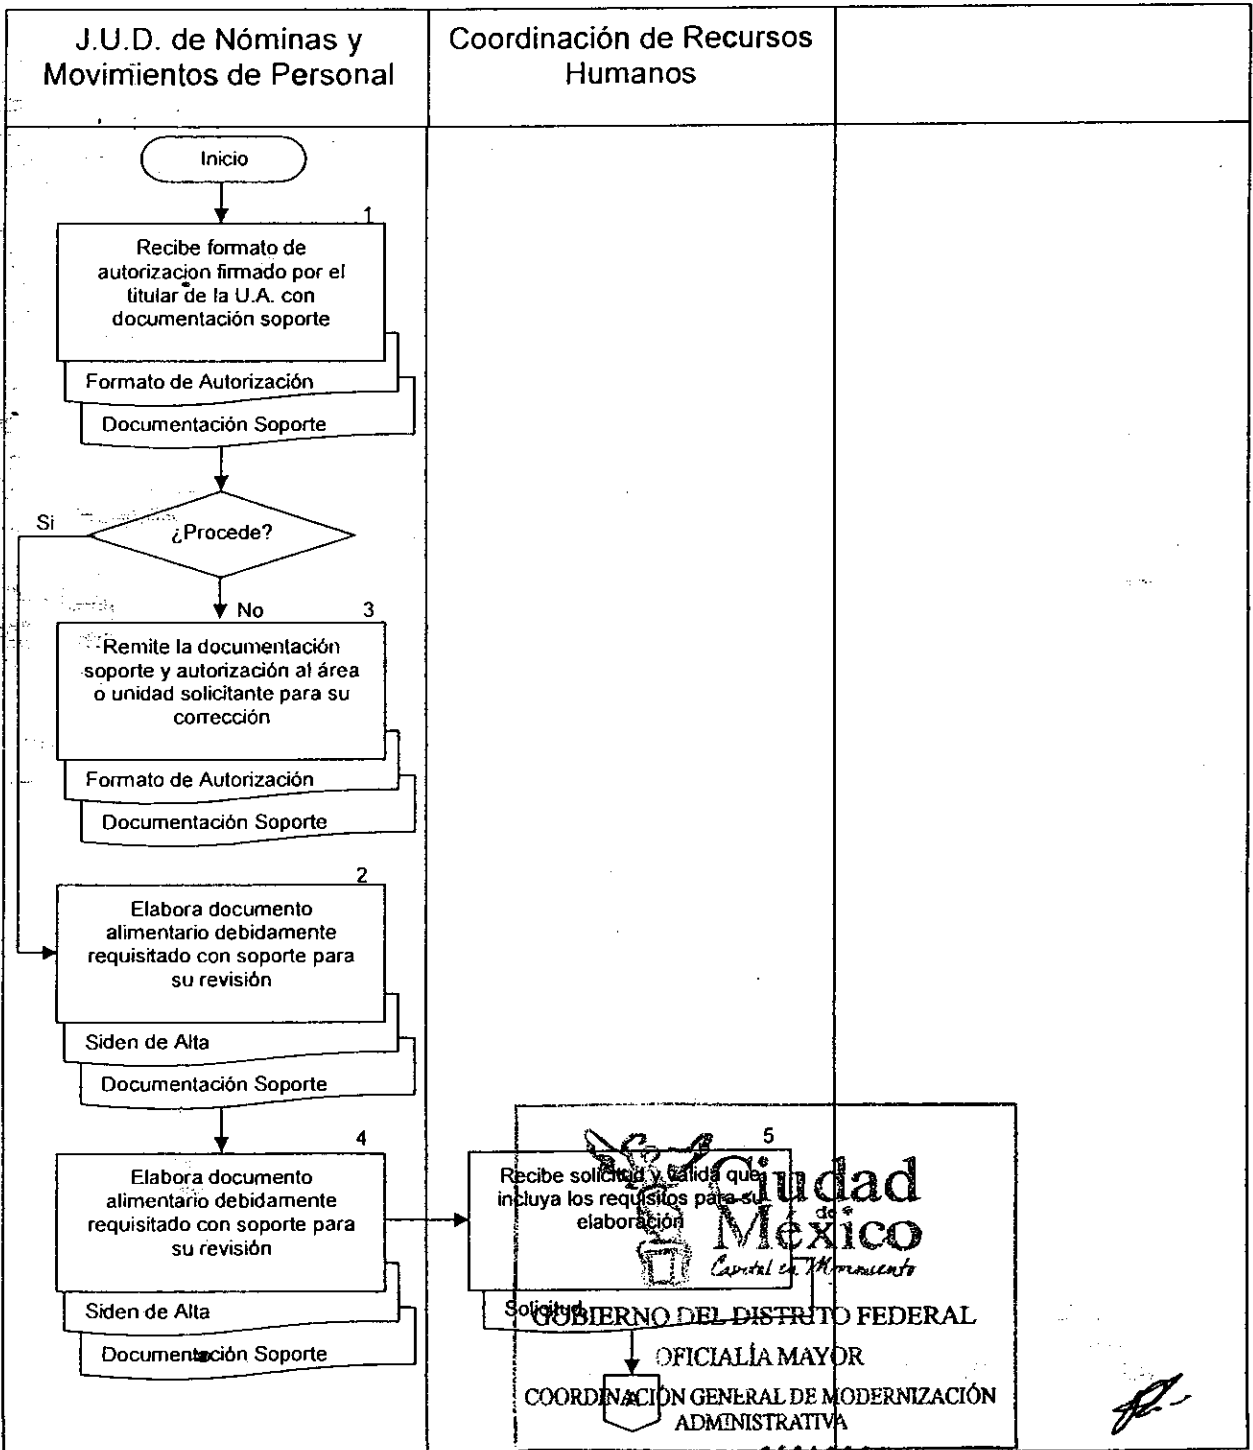 J.U.D. de Nóminas y
Movimientos de Personal
Coordinación de Recursos
Humanos
Inicio
1
Recibe formato de
autorizacion firmado por el
titular de la U.A. con
documentación soporte
Formato de Autorización
Documentación Soporte
¿Procede?
Si
No
3
Remite la documentación
soporte y autorización al área
o unidad solicitante para su
corrección
Formato de Autorización
Documentación Soporte
2
Elabora documento
alimentario debidamente
requisitado con soporte para
su revisión
Siden de Alta
Documentación Soporte
4
Elabora documento
alimentario debidamente
requisitado con soporte para
su revisión
Siden de Alta
Documentación Soporte
5
Recibe solicitud y valida que
incluya los requisitos para su
elaboración
Solicitud
Ciudad
de
México
Capital en Movimiento
GOBIERNO DEL DISTRITO FEDERAL
OFICIALÍA MAYOR
COORDINACIÓN GENERAL DE MODERNIZACIÓN
ADMINISTRATIVA